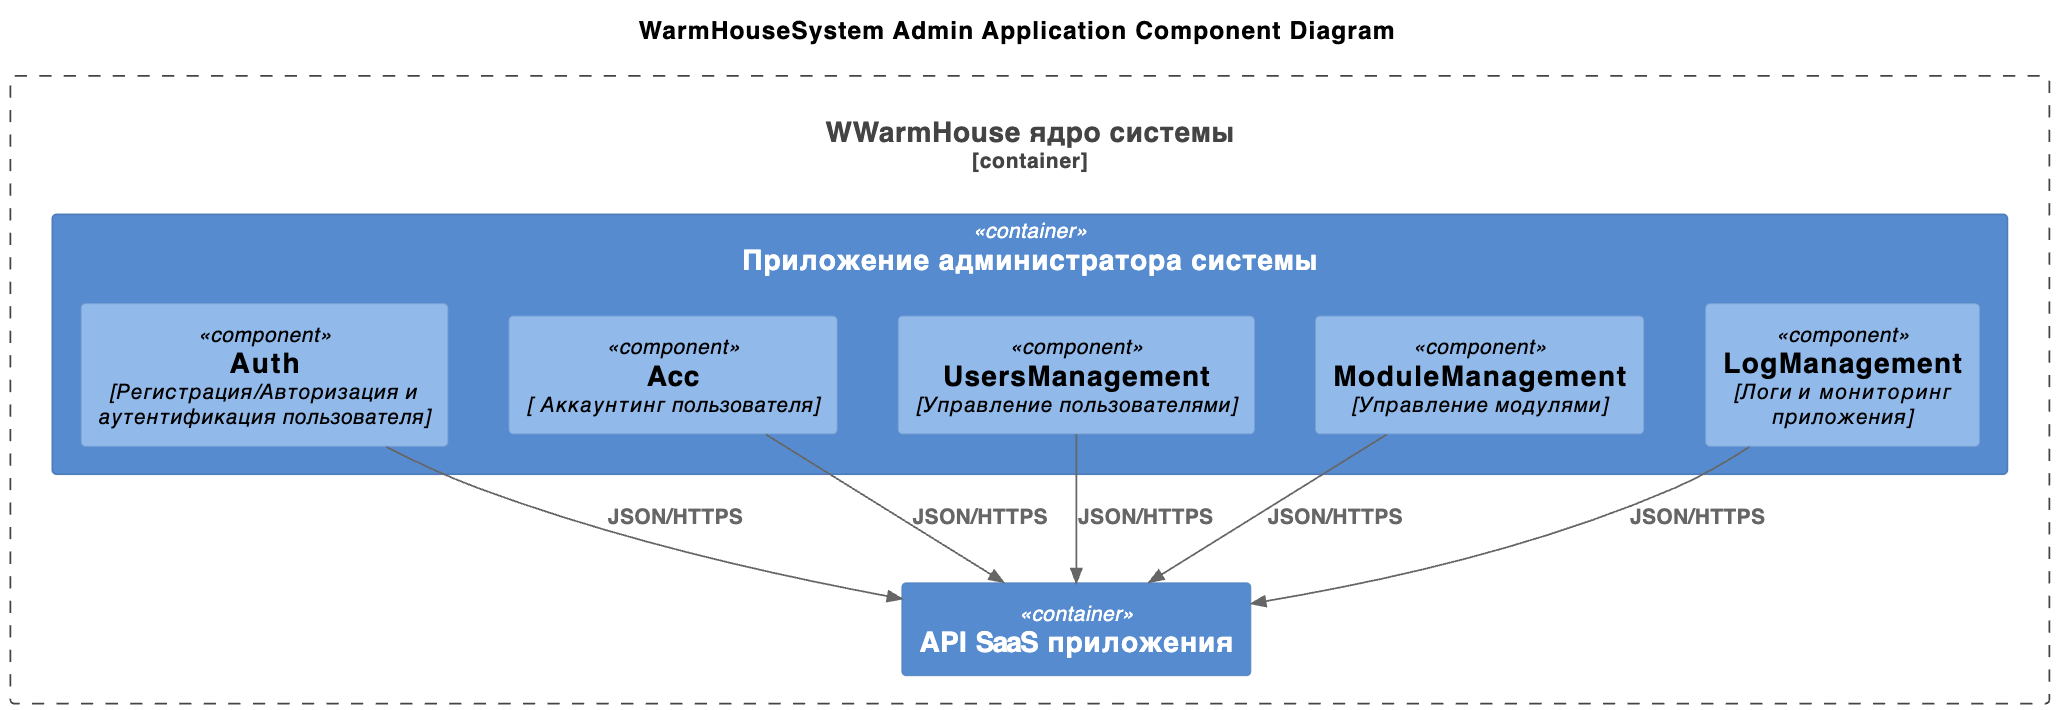 WarmHouseSystem Admin Application Component Diagram
WWarmHouse ядро системы
[container]
«container»
Приложение администратора системы
«component»
Auth
[Регистрация/Авторизация и
аутентификация пользователя]
«component»
Acc
[ Аккаунтинг пользователя]
«component»
UsersManagement
[Управление пользователями]
«component»
ModuleManagement
[Управление модулями]
«component»
LogManagement
[Логи и мониторинг
приложения]
JSON/HTTPS
JSON/HTTPS
JSON/HTTPS
JSON/HTTPS
JSON/HTTPS
«container»
API SaaS приложения